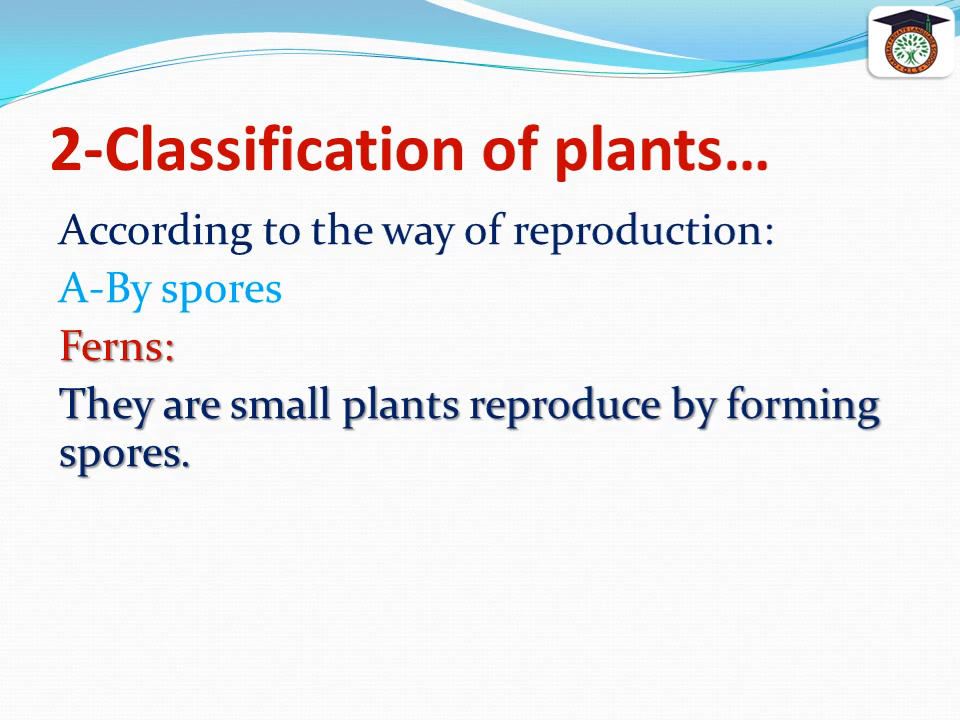 2-Classification of plants…
According to the way of reproduction:
A-By spores
Ferns:
They are small plants reproduce by forming
spores.